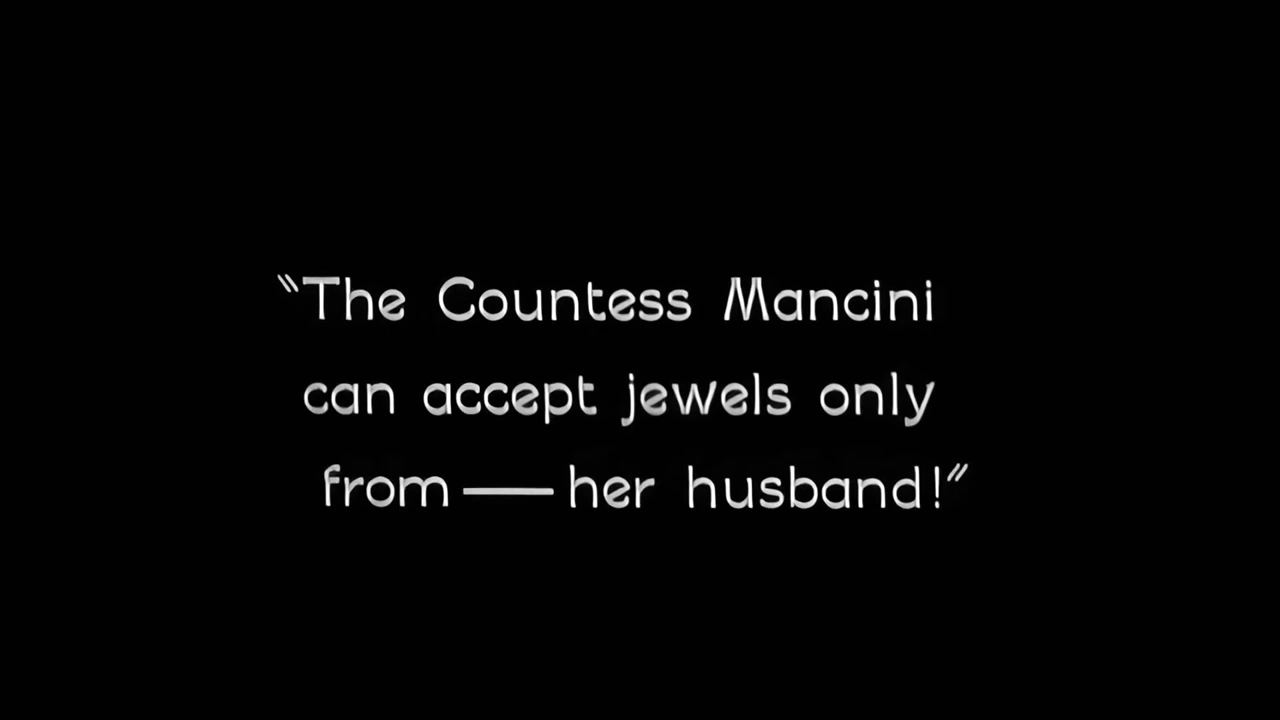 “The Countess Mancini
can accept jewels only
from — her husband!”